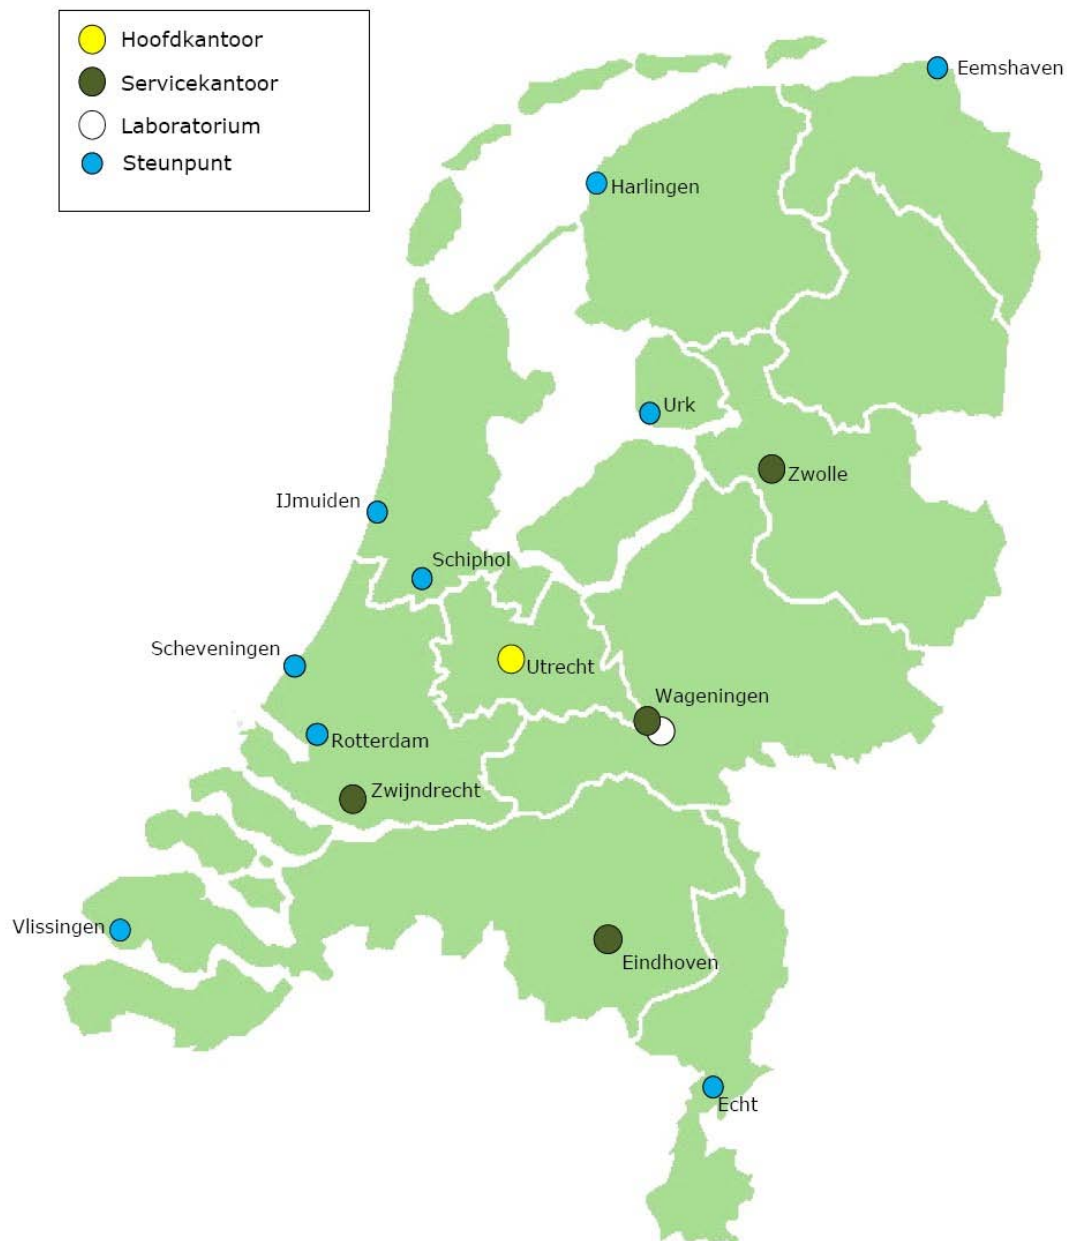 Hoofdkantoor
Servicekantoor
Laboratorium
Steunpunt
Eemshaven
Harlingen
Urk
Zwolle
IJmuiden
Schiphol
Scheveningen
Utrecht
Wageningen
Rotterdam
Zwijndrecht
Vlissingen
Eindhoven
Echt